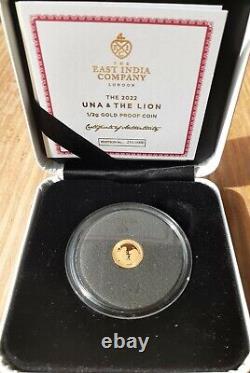 THE
EAST INDIA
COMPANY
LONDON
THE 2022
UNA & THE LION
1/2g GOLD PROOF COIN
Certificate of Authenticity